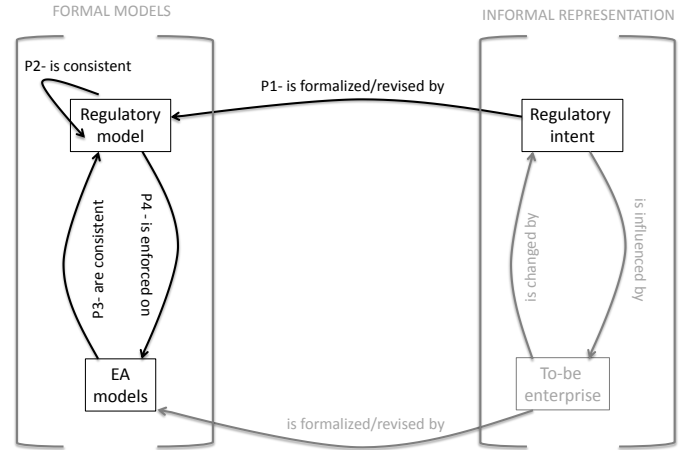 FORMAL MODELS
INFORMAL REPRESENTATION
P2- is consistent
P1- is formalized/revised by
Regulatory
model
Regulatory
intent
P3- are consistent
P4 - is enforced on
is changed by
is influenced by
EA
models
To-be
enterprise
is formalized/revised by